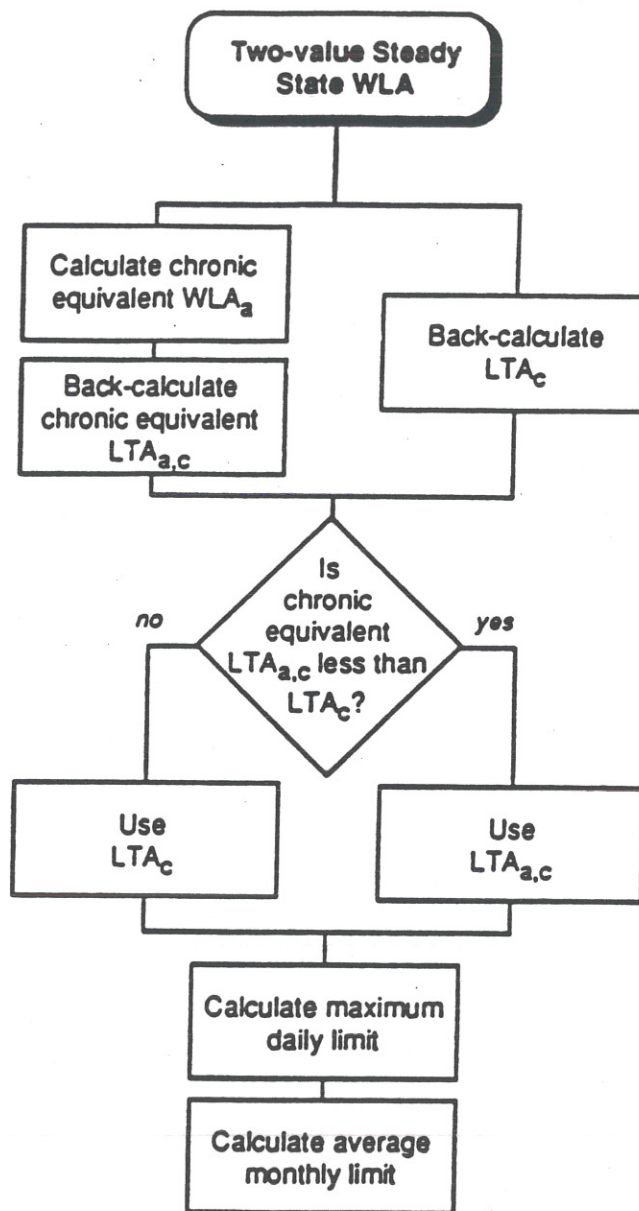 Two-value Steady
State WLA
Calculate chronic
equivalent WLAa
Back-calculate
chronic equivalent
LTAa,c
Back-calculate
LTAc
Is
chronic
equivalent
LTAa,c less than
LTAc?
no
yes
Use
LTAc
Use
LTAa,c
Calculate maximum
daily limit
Calculate average
monthly limit